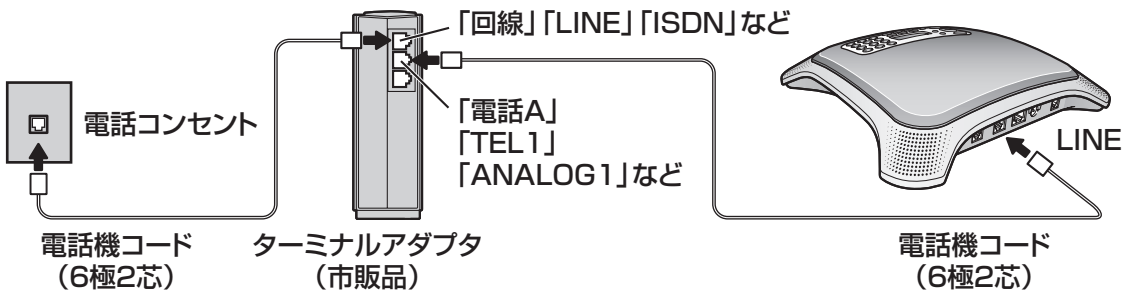 「回線」「LINE」「ISDN」など
電話コンセント
「電話A」
「TEL1」
「ANALOG1」など
LINE
電話機コード
（6極2芯）
ターミナルアダプタ
（市販品）
電話機コード
（6極2芯）